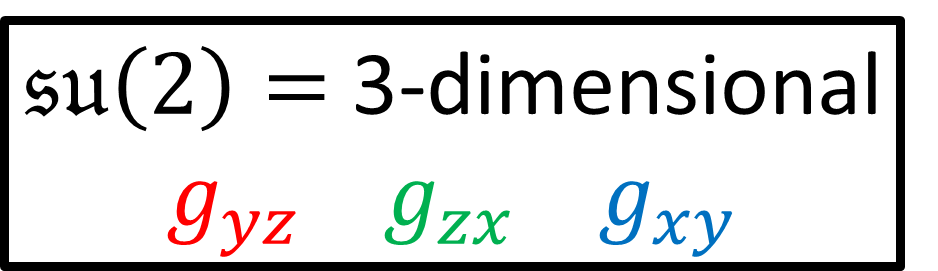 𝔰𝔲(2) = 3-dimensional
g_yz g_zx g_xy